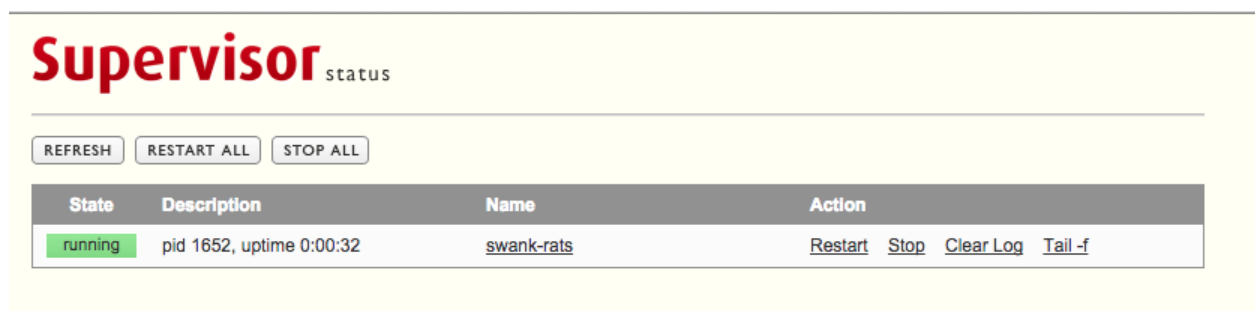 Supervisor status
REFRESH RESTART ALL STOP ALL
State Description Name Action
running pid 1652, uptime 0:00:32 swank-rats Restart Stop Clear Log Tail -f